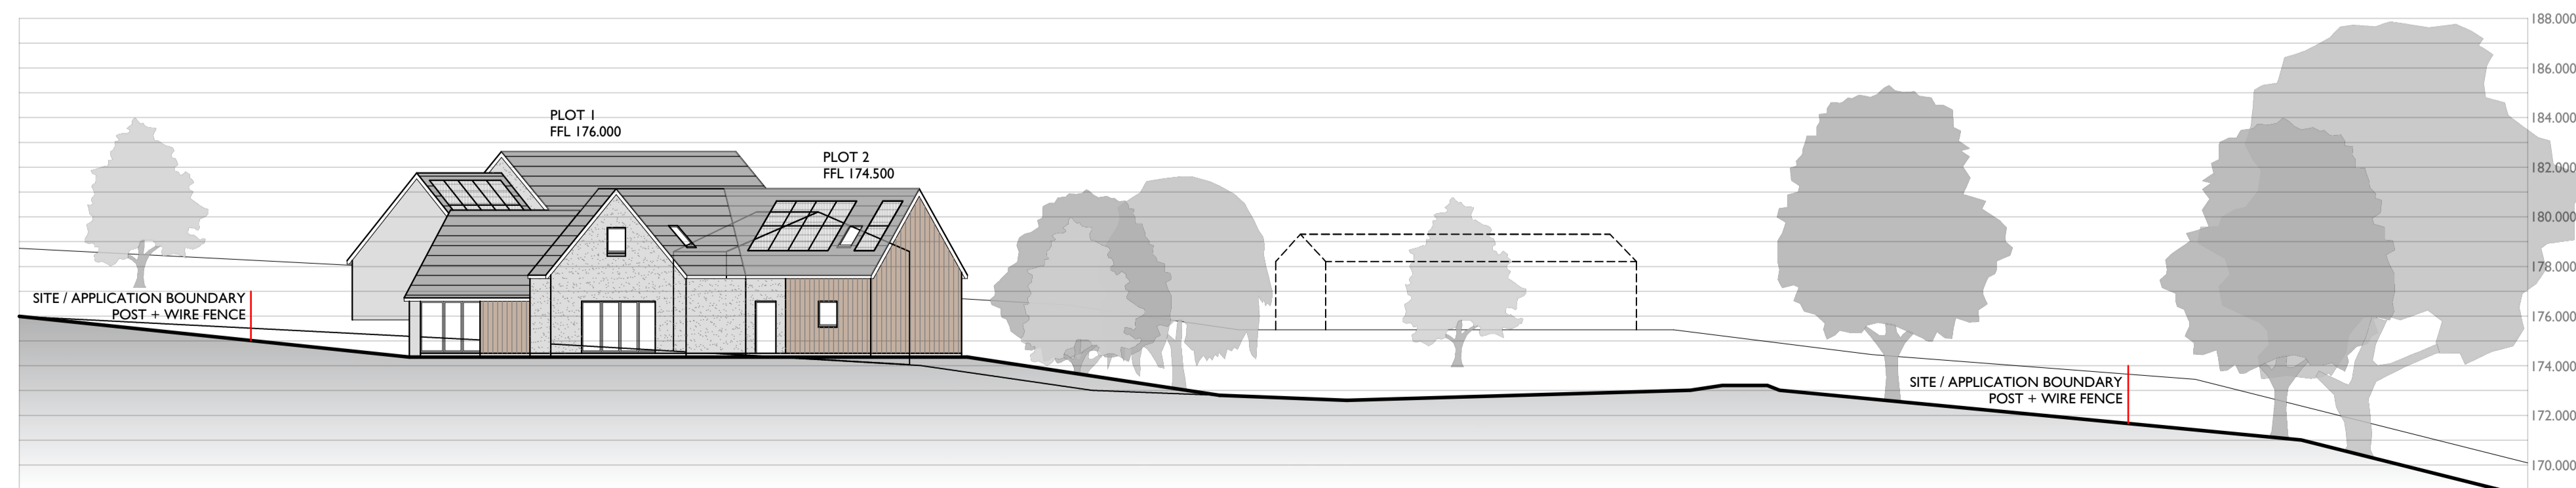 188.000
186.000
PLOT 1
FFL 176.000
184.000
PLOT 2
FFL 174.500
182.000
180.000
178.000
SITE / APPLICATION BOUNDARY
POST + WIRE FENCE
176.000
174.000
SITE / APPLICATION BOUNDARY
POST + WIRE FENCE
172.000
170.000